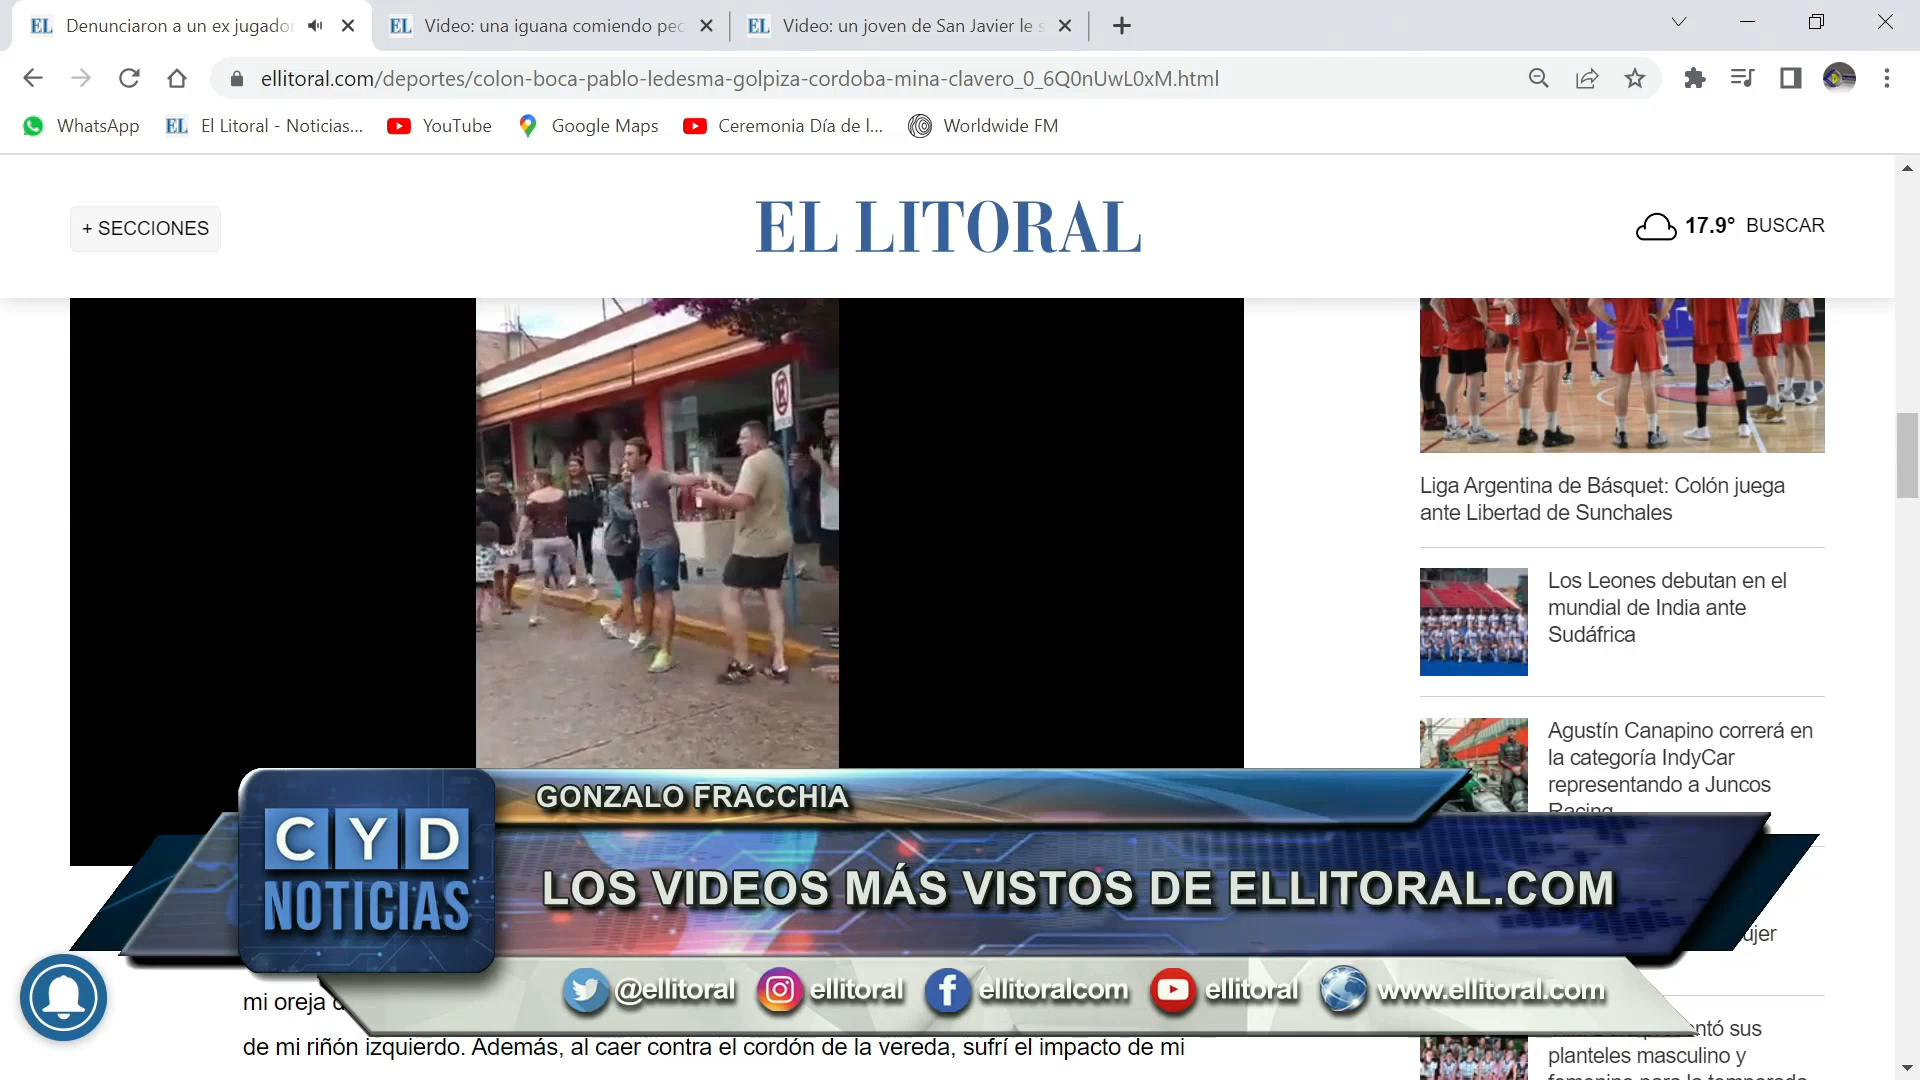 Denunciaron a un ex jugador
Video: una iguana comiendo pec
Video: un joven de San Javier le s
ellitoral.com/deportes/colon-boca-pablo-ledesma-golpiza-cordoba-mina-clavero_0_6Q0nUwL0xM.html
WhatsApp
El Litoral - Noticias...
YouTube
Google Maps
Ceremonia Día de l...
Worldwide FM
+ SECCIONES
EL LITORAL
17.9° BUSCAR
Liga Argentina de Básquet: Colón juega
ante Libertad de Sunchales
Los Leones debutan en el
mundial de India ante
Sudáfrica
Agustín Canapino correrá en
la categoría IndyCar
representando a Juncos
Racing
GONZALO FRACCHIA
CYD
NOTICIAS
LOS VIDEOS MÁS VISTOS DE ELLITORAL.COM
@ellitoral
ellitoral
ellitoralcom
ellitoral
www.ellitoral.com
mi oreja
de mi riñón izquierdo. Además, al caer contra el cordón de la vereda, sufrí el impacto de mi
sus
planteles masculino y